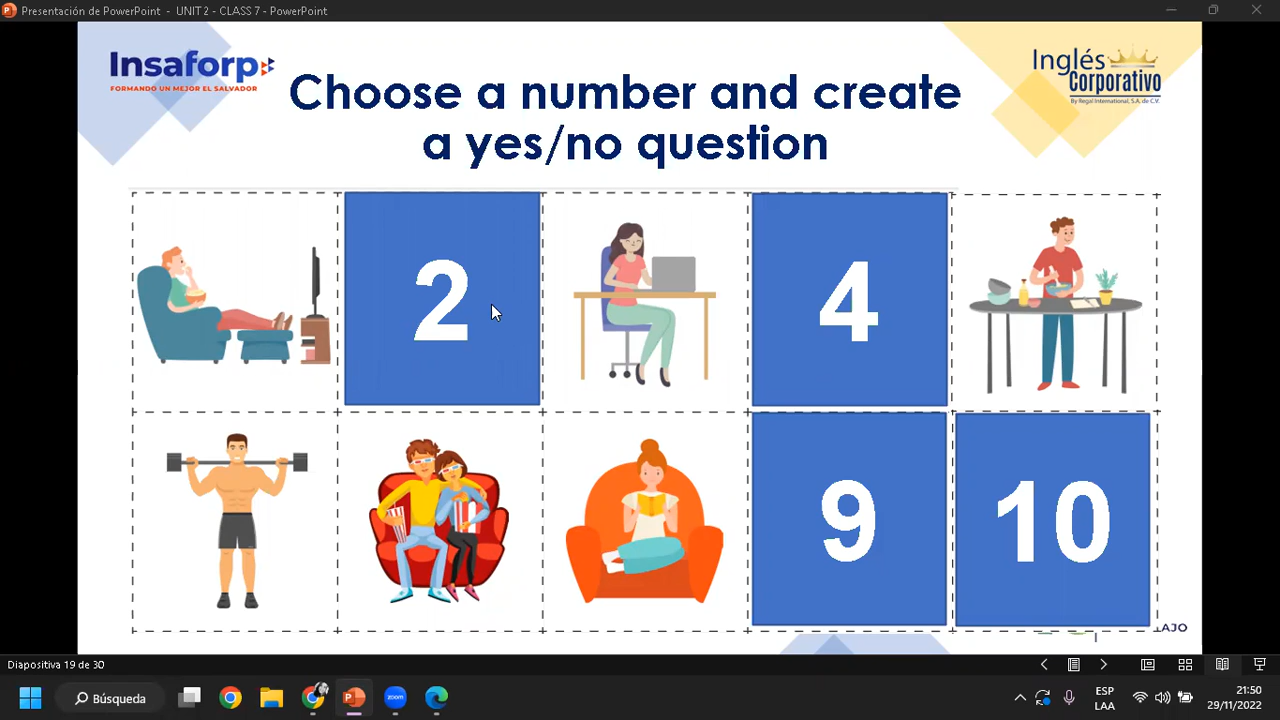 Presentación de PowerPoint - UNIT 2 - CLASS 7 - PowerPoint
Insaforp
FORMANDO UN MEJOR EL SALVADOR
Inglés
Corporativo
By Regal International, S.A. de C.V.
Choose a number and create
a yes/no question
2
4
9
10
AJO
Diapositiva 19 de 30
Búsqueda
zoom
ESP
LAA
21:50
29/11/2022